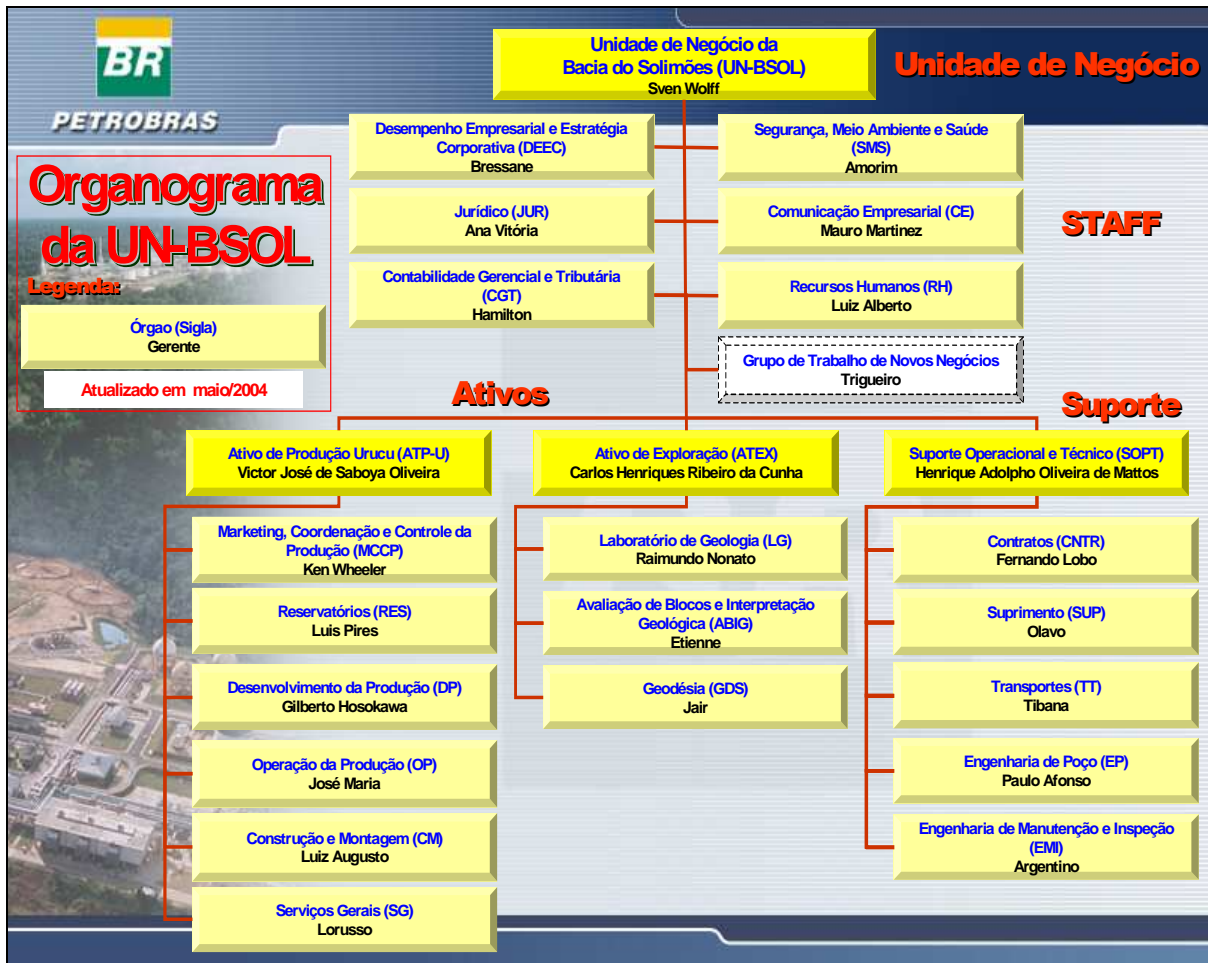 BR
PETROBRAS
Unidade de Negócio da
Bacia do Solimões (UN-BSOL)
Sven Wolff
Unidade de Negócio
Organograma
da UN-BSOL
Legenda:
Órgao (Sigla)
Gerente
Atualizado em maio/2004
Desempenho Empresarial e Estratégia
Corporativa (DEEC)
Bressane
Segurança, Meio Ambiente e Saúde
(SMS)
Amorim
Jurídico (JUR)
Ana Vitória
Comunicação Empresarial (CE)
Mauro Martinez
STAFF
Contabilidade Gerencial e Tributária
(CGT)
Hamilton
Recursos Humanos (RH)
Luiz Alberto
Grupo de Trabalho de Novos Negócios
Trigueiro
Ativos
Suporte
Ativo de Produção Urucu (ATP-U)
Victor José de Saboya Oliveira
Ativo de Exploração (ATEX)
Carlos Henriques Ribeiro da Cunha
Suporte Operacional e Técnico (SOPT)
Henrique Adolpho Oliveira de Mattos
Marketing, Coordenação e Controle da
Produção (MCCP)
Ken Wheeler
Reservatórios (RES)
Luis Pires
Desenvolvimento da Produção (DP)
Gilberto Hosokawa
Operação da Produção (OP)
José Maria
Construção e Montagem (CM)
Luiz Augusto
Serviços Gerais (SG)
Lorusso
Laboratório de Geologia (LG)
Raimundo Nonato
Avaliação de Blocos e Interpretação
Geológica (ABIG)
Etienne
Geodésia (GDS)
Jair
Contratos (CNTR)
Fernando Lobo
Suprimento (SUP)
Olavo
Transportes (TT)
Tibana
Engenharia de Poço (EP)
Paulo Afonso
Engenharia de Manutenção e Inspeção
(EMI)
Argentino